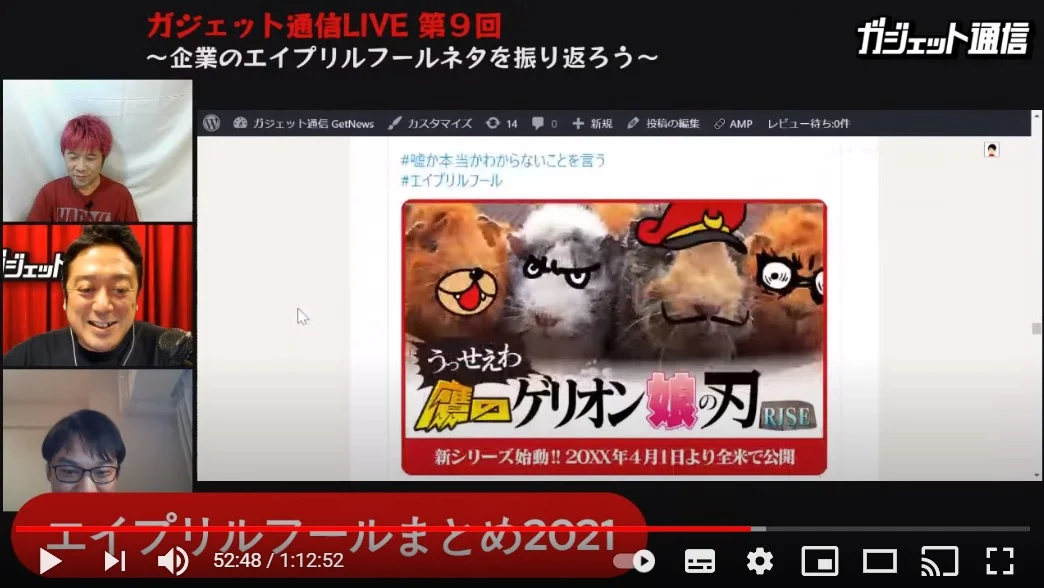 ガジェット通信LIVE 第9回
～企業のエイプリルフールネタを振り返ろう～
ガジェット通信
ガジェット通信 GetNews カスタマイズ 14 0 新規 投稿の編集 AMP レビュー待ち:0件
#嘘か本当かわからないことを言う
#エイプリルフール
ガジェット
うっせえわ
鷹のゲリオン 娘の刃 RISE
新シリーズ始動!! 20XX年4月1日より全米で公開
エイプリルフールまとめ2021
52:48 / 1:12:52